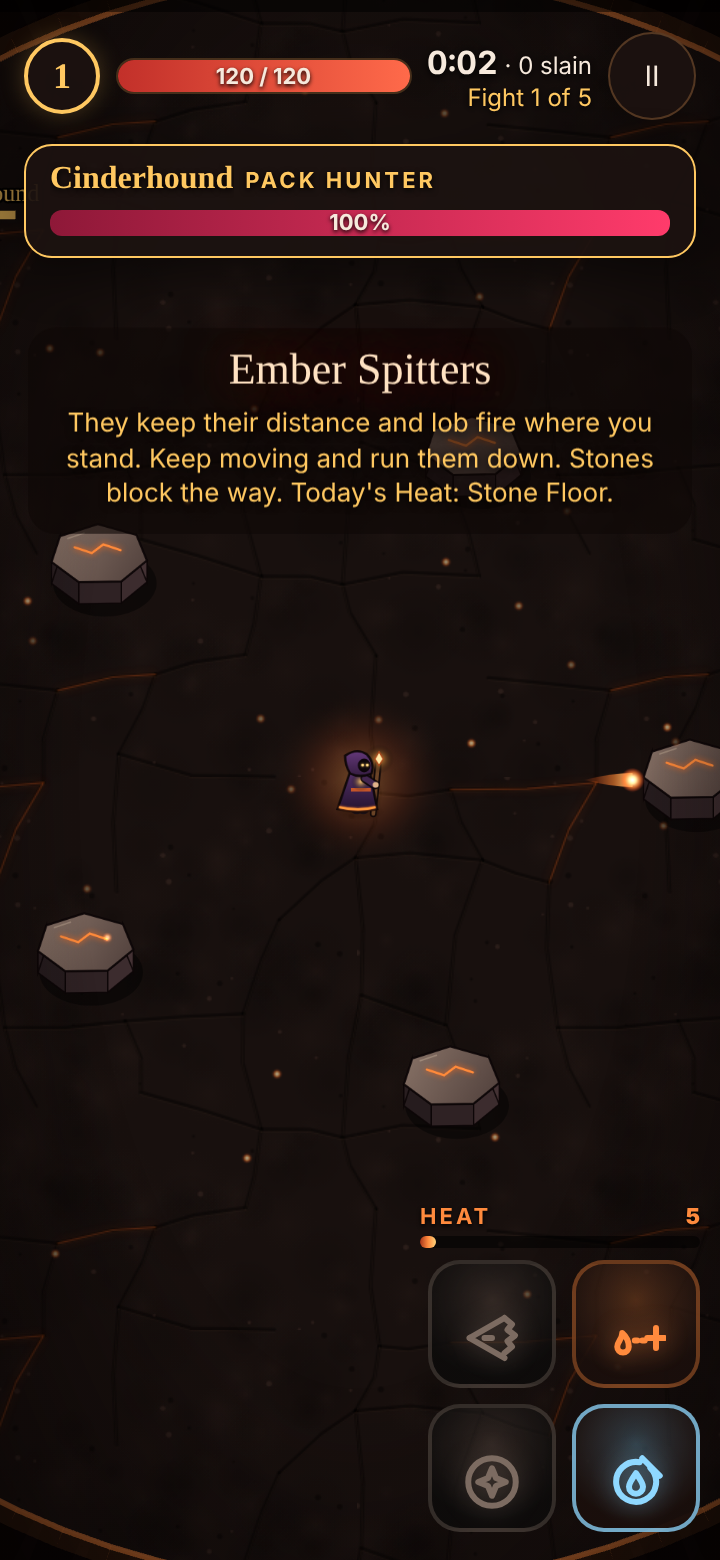 1
120 / 120
0:02 · 0 slain
Fight 1 of 5
Cinderhound PACK HUNTER
100%
Ember Spitters
They keep their distance and lob fire where you
stand. Keep moving and run them down. Stones
block the way. Today's Heat: Stone Floor.
HEAT 5